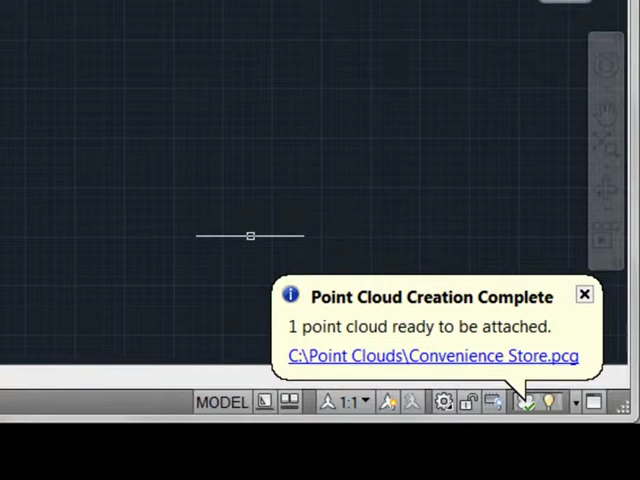 Point Cloud Creation Complete
1 point cloud ready to be attached.
C:\Point Clouds\Convenience Store.pcg
MODEL
1:1